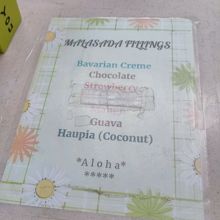 MALASADA FILLINGS
Bavarian Creme
Chocolate
Strawberry
Guava
Haupia (Coconut)
*Aloha*
*****